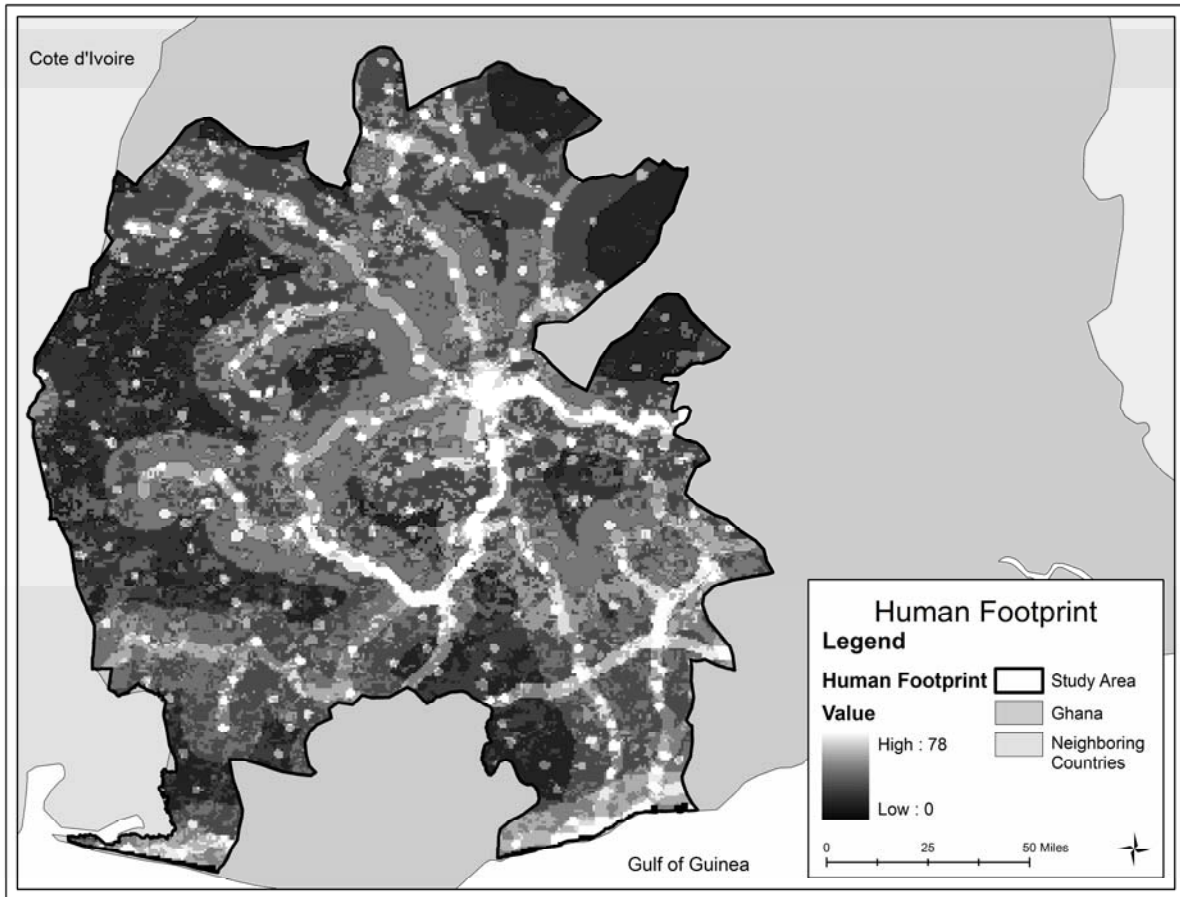 Cote d'Ivoire
Gulf of Guinea
Human Footprint
Legend
Human Footprint
Value
High : 78
Low : 0
Study Area
Ghana
Neighboring
Countries
0 25 50 Miles